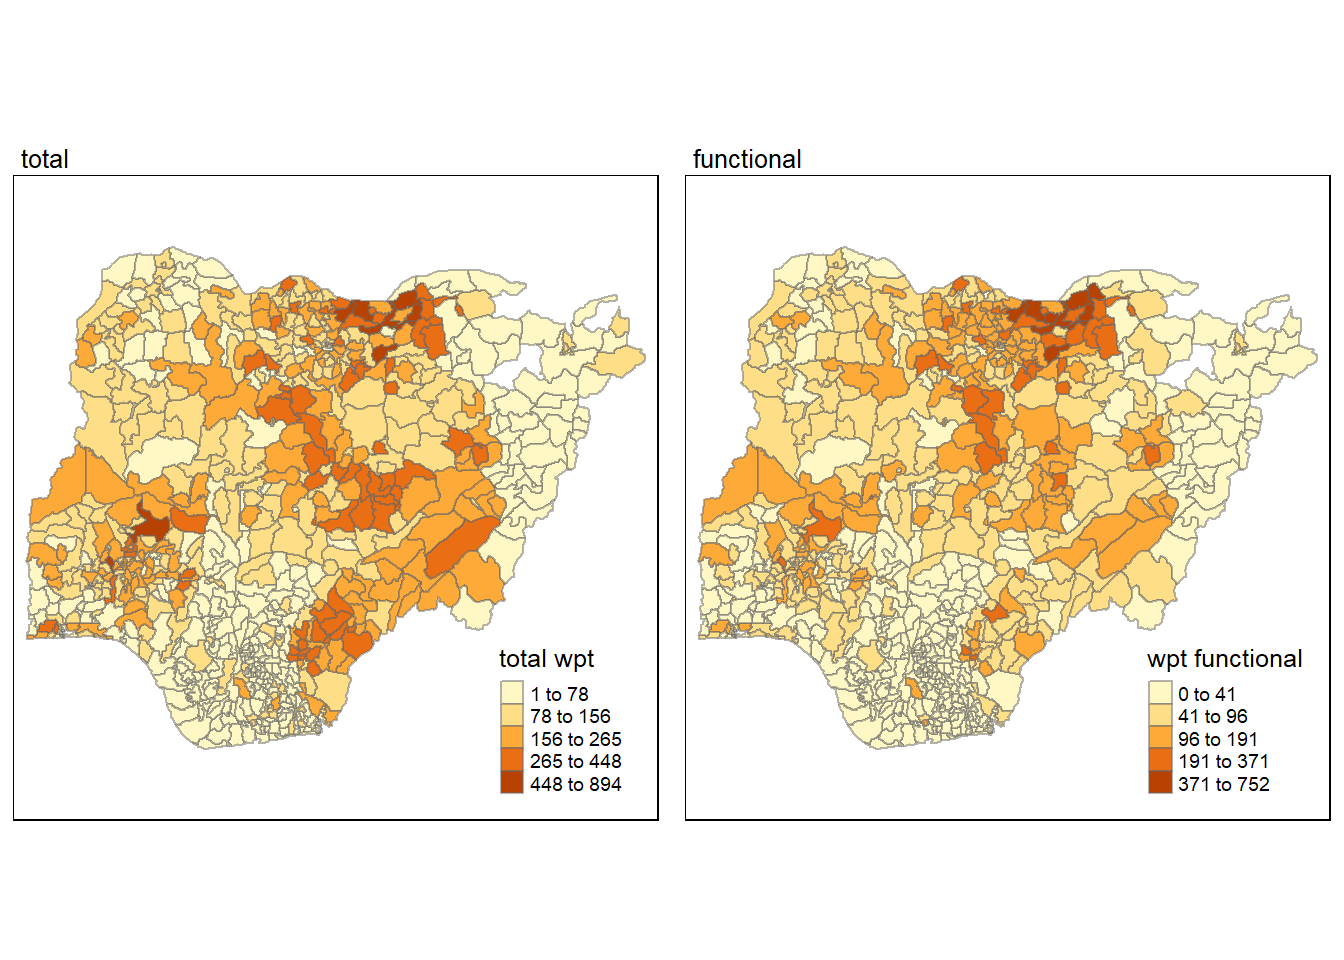 total
total wpt
1 to 78
78 to 156
156 to 265
265 to 448
448 to 894
functional
wpt functional
0 to 41
41 to 96
96 to 191
191 to 371
371 to 752